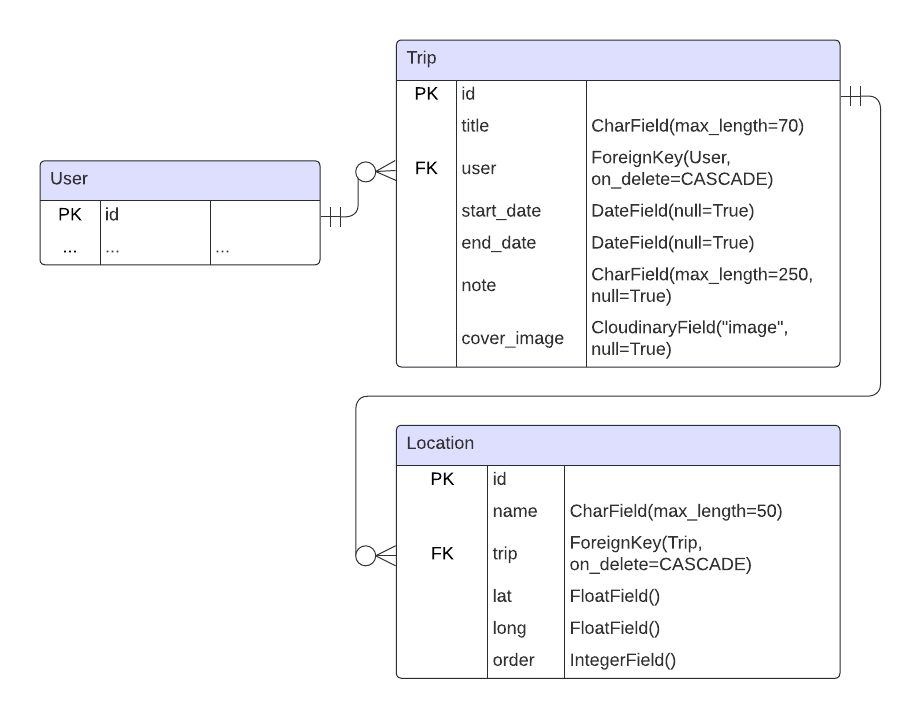 Trip
PK id
title CharField(max_length=70)
FK user ForeignKey(User,
on_delete=CASCADE)
start_date DateField(null=True)
end_date DateField(null=True)
note CharField(max_length=250,
null=True)
cover_image CloudinaryField("image",
null=True)
User
PK id
... ... ...
Location
PK id
name CharField(max_length=50)
FK trip ForeignKey(Trip,
on_delete=CASCADE)
lat FloatField()
long FloatField()
order IntegerField()